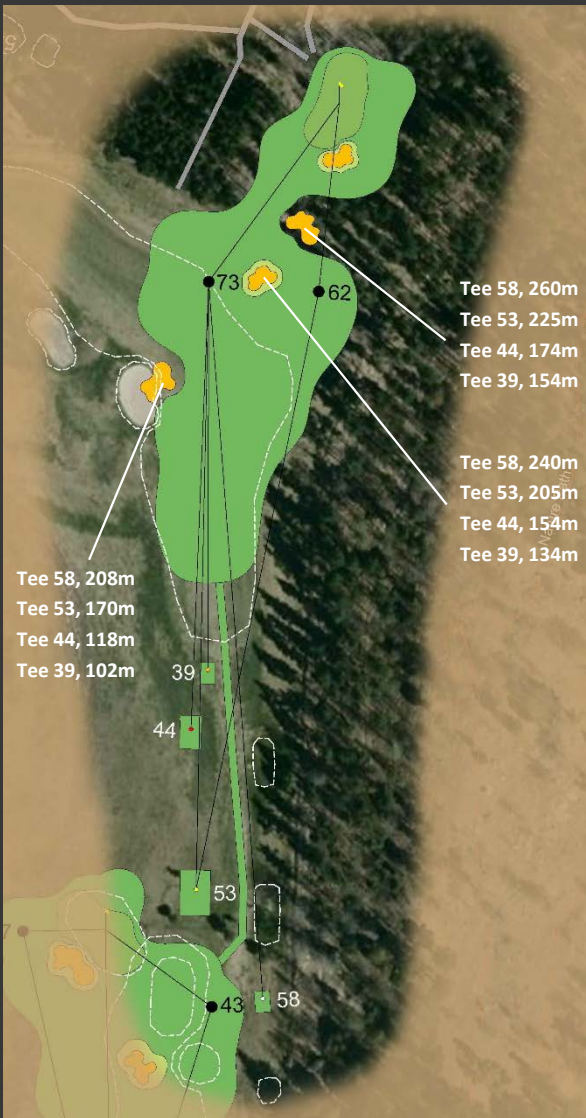 73
62
Tee 58, 260m
Tee 53, 225m
Tee 44, 174m
Tee 39, 154m
Tee 58, 240m
Tee 53, 205m
Tee 44, 154m
Tee 39, 134m
Tee 58, 208m
Tee 53, 170m
Tee 44, 118m
Tee 39, 102m
39
44
53
58
43
7